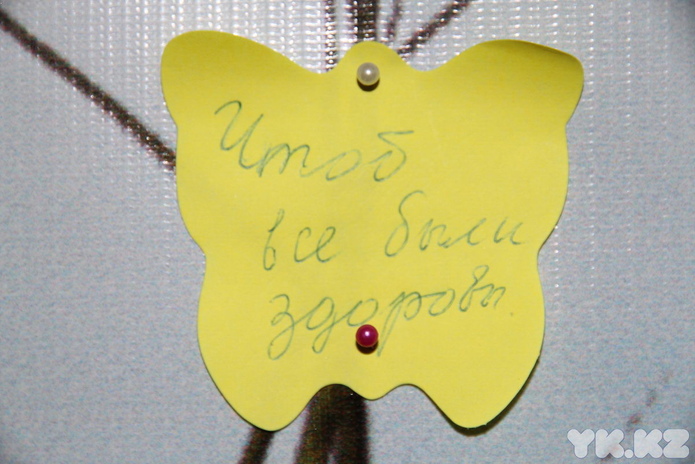 Чтоб
все были
здоровы.
YK.KZ